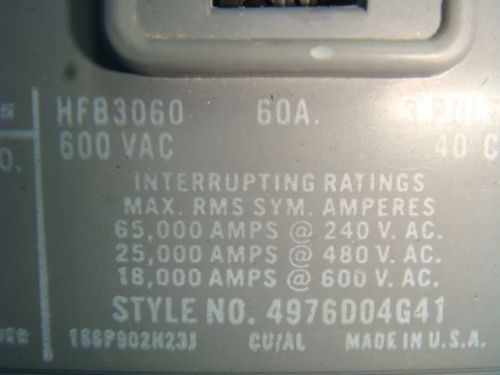 HFB3060 60A.
600 VAC 40 C
INTERRUPTING RATINGS
MAX. RMS SYM. AMPERES
65,000 AMPS @ 240 V. AC.
25,000 AMPS @ 480 V. AC.
18,000 AMPS @ 600 V. AC.
STYLE NO. 4976D04G41
CU/AL MADE IN U.S.A.